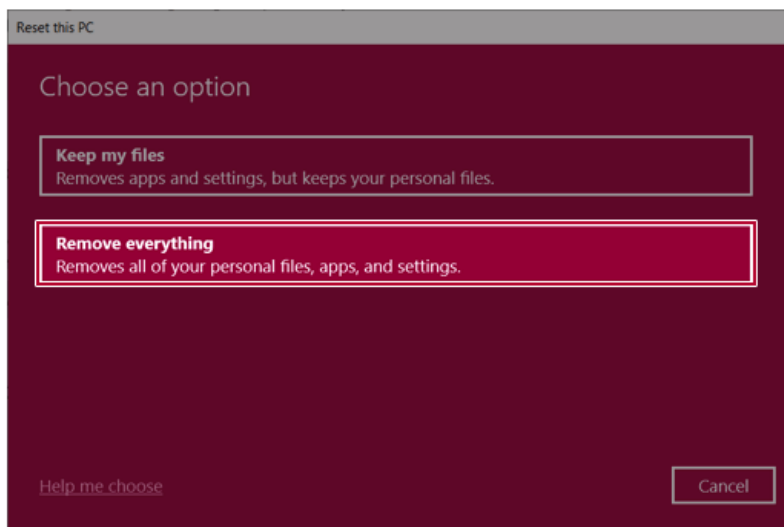 Reset this PC
Choose an option
Keep my files
Removes apps and settings, but keeps your personal files.
Remove everything
Removes all of your personal files, apps, and settings.
Help me choose
Cancel